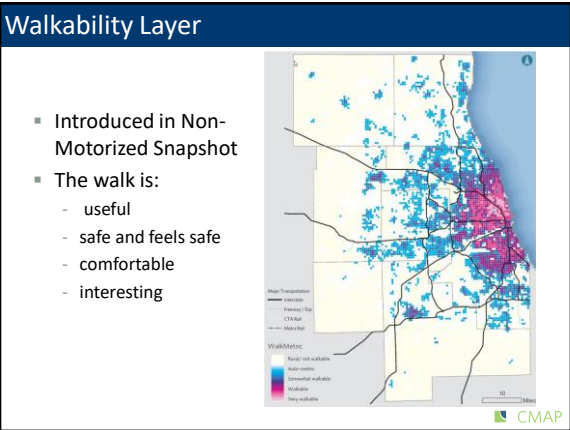 Walkability Layer
▪ Introduced in Non-
Motorized Snapshot
▪ The walk is:
- useful
- safe and feels safe
- comfortable
- interesting
Major Transportation
Interstate
Freeway / Exp
CTA Rail
Metra Rail
WalkMetric
Rural/ not walkable
Auto-centric
Somewhat walkable
Walkable
Very walkable
10
Miles
CMAP